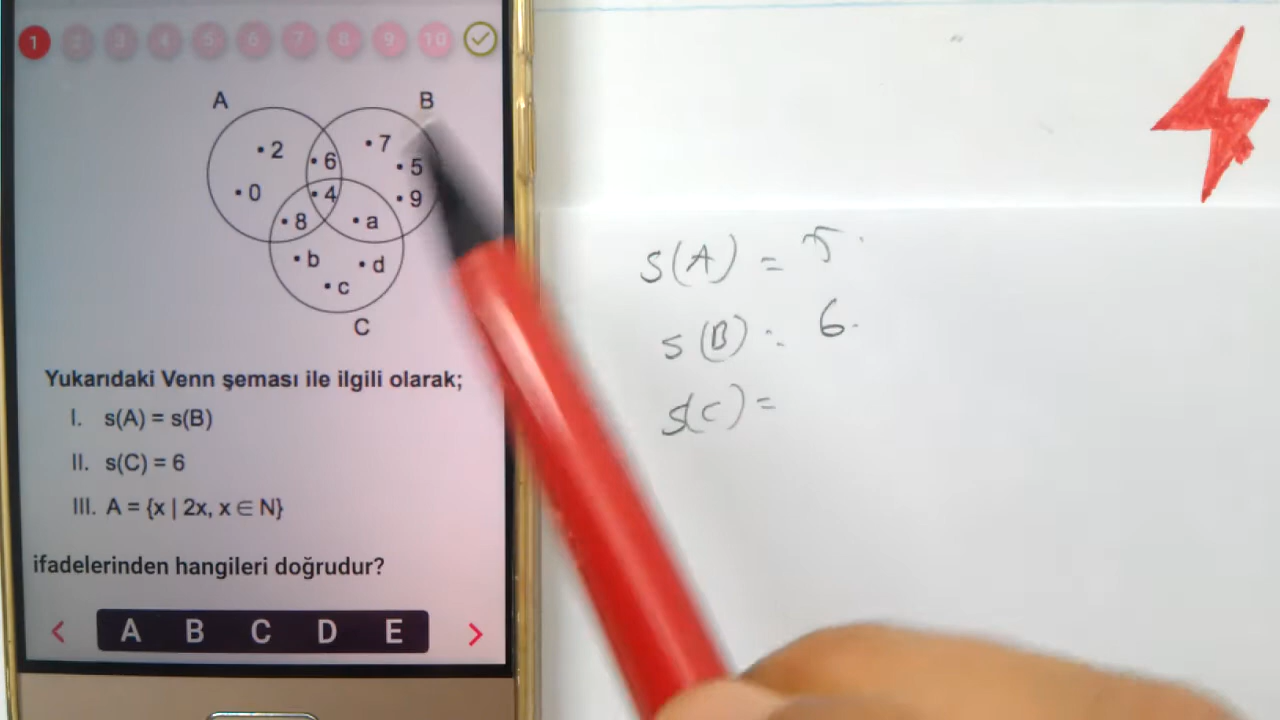 1 2 3 4 5 6 7 8 9 10
A B
2 6 7
5
0 4 9
8 a
b d
c
C
Yukarıdaki Venn şeması ile ilgili olarak;
I. s(A) = s(B)
II. s(C) = 6
III. A = {x | 2x, x ∈ N}
ifadelerinden hangileri doğrudur?
< A B C D E >
s(A) = 5
s(B) = 6
s(C) =